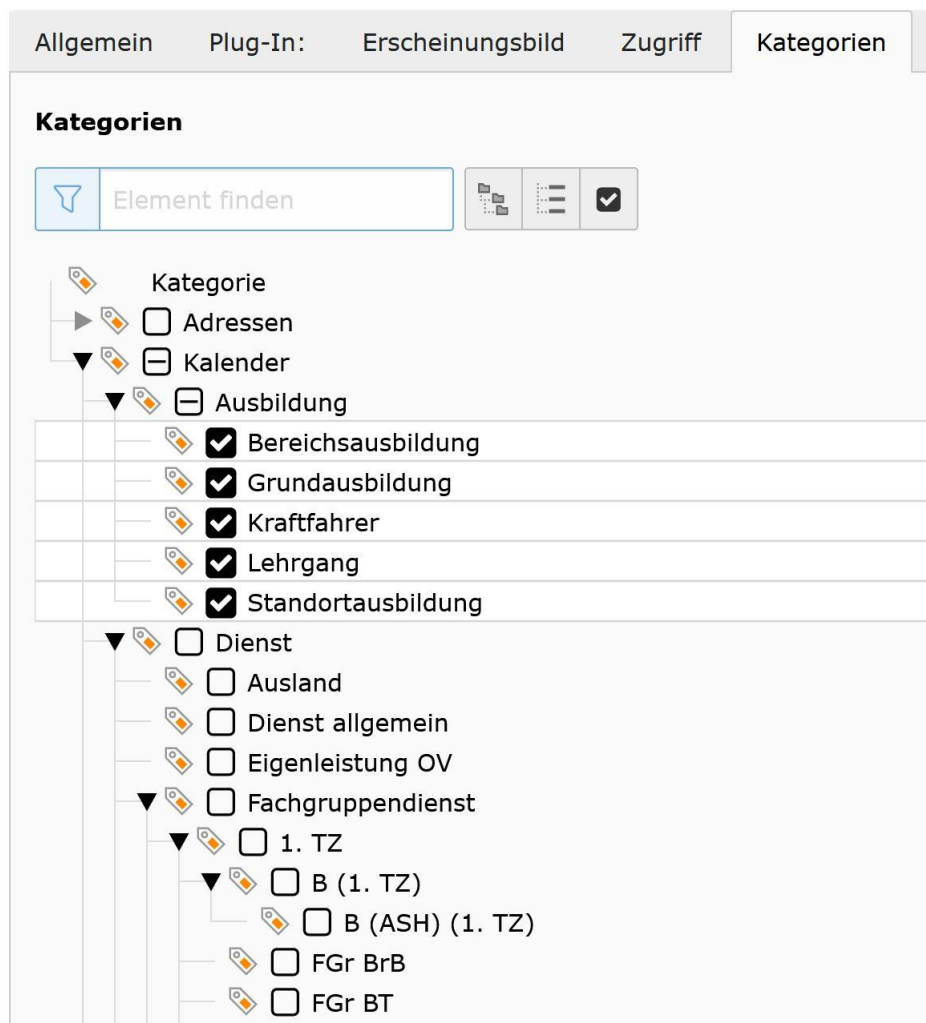 Allgemein Plug-In: Erscheinungsbild Zugriff Kategorien
Kategorien
Element finden
Kategorie
Adressen
Kalender
Ausbildung
Bereichsausbildung
Grundausbildung
Kraftfahrer
Lehrgang
Standortausbildung
Dienst
Ausland
Dienst allgemein
Eigenleistung OV
Fachgruppendienst
1. TZ
B (1. TZ)
B (ASH) (1. TZ)
FGr BrB
FGr BT